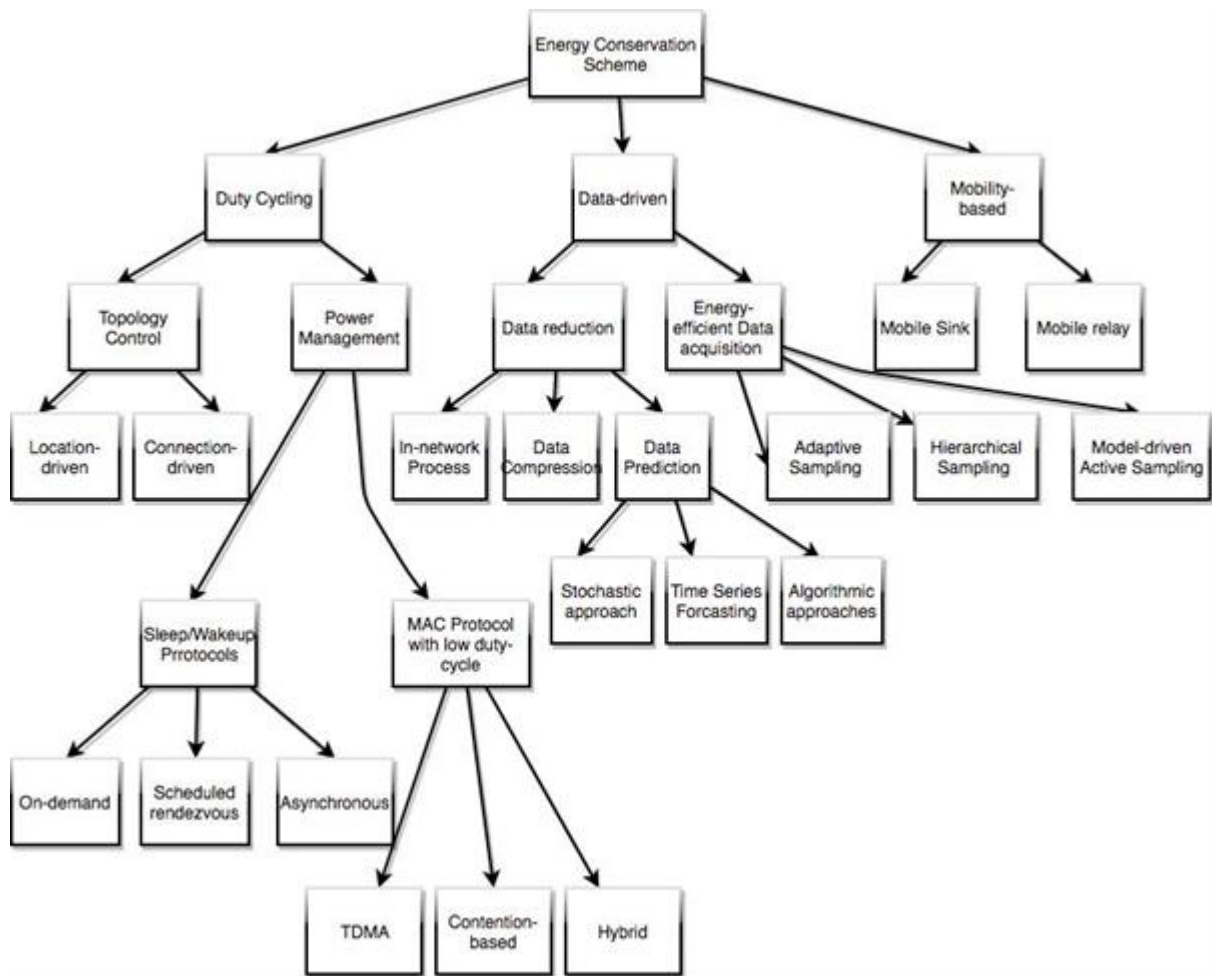 Energy Conservation
Scheme
Duty Cycling
Data-driven
Mobility-
based
Topology
Control
Power
Management
Data reduction
Energy-
efficient Data
acquisition
Mobile Sink
Mobile relay
Location-
driven
Connection-
driven
In-network
Process
Data
Compression
Data
Prediction
Adaptive
Sampling
Hierarchical
Sampling
Model-driven
Active Sampling
Stochastic
approach
Time Series
Forcasting
Algorithmic
approaches
Sleep/Wakeup
Prrotocols
MAC Protocol
with low duty-
cycle
On-demand
Scheduled
rendezvous
Asynchronous
TDMA
Contention-
based
Hybrid